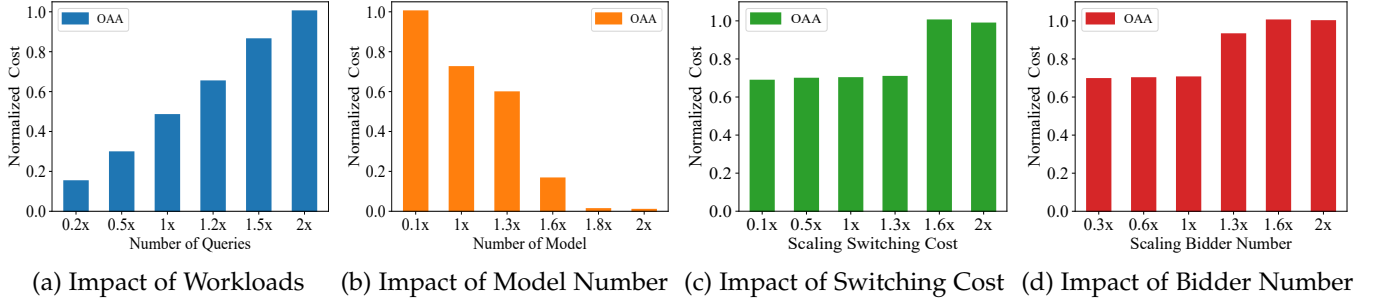 OAA
Normalized Cost
1.0
0.8
0.6
0.4
0.2
0.0
0.2x 0.5x 1x 1.2x 1.5x 2x
Number of Queries
(a) Impact of Workloads
OAA
Normalized Cost
1.0
0.8
0.6
0.4
0.2
0.0
0.1x 1x 1.3x 1.6x 1.8x 2x
Number of Model
(b) Impact of Model Number
OAA
Normalized Cost
1.0
0.8
0.6
0.4
0.2
0.0
0.1x 0.5x 1x 1.3x 1.6x 2x
Scaling Switching Cost
(c) Impact of Switching Cost
OAA
Normalized Cost
1.0
0.8
0.6
0.4
0.2
0.0
0.3x 0.6x 1x 1.3x 1.6x 2x
Scaling Bidder Number
(d) Impact of Bidder Number